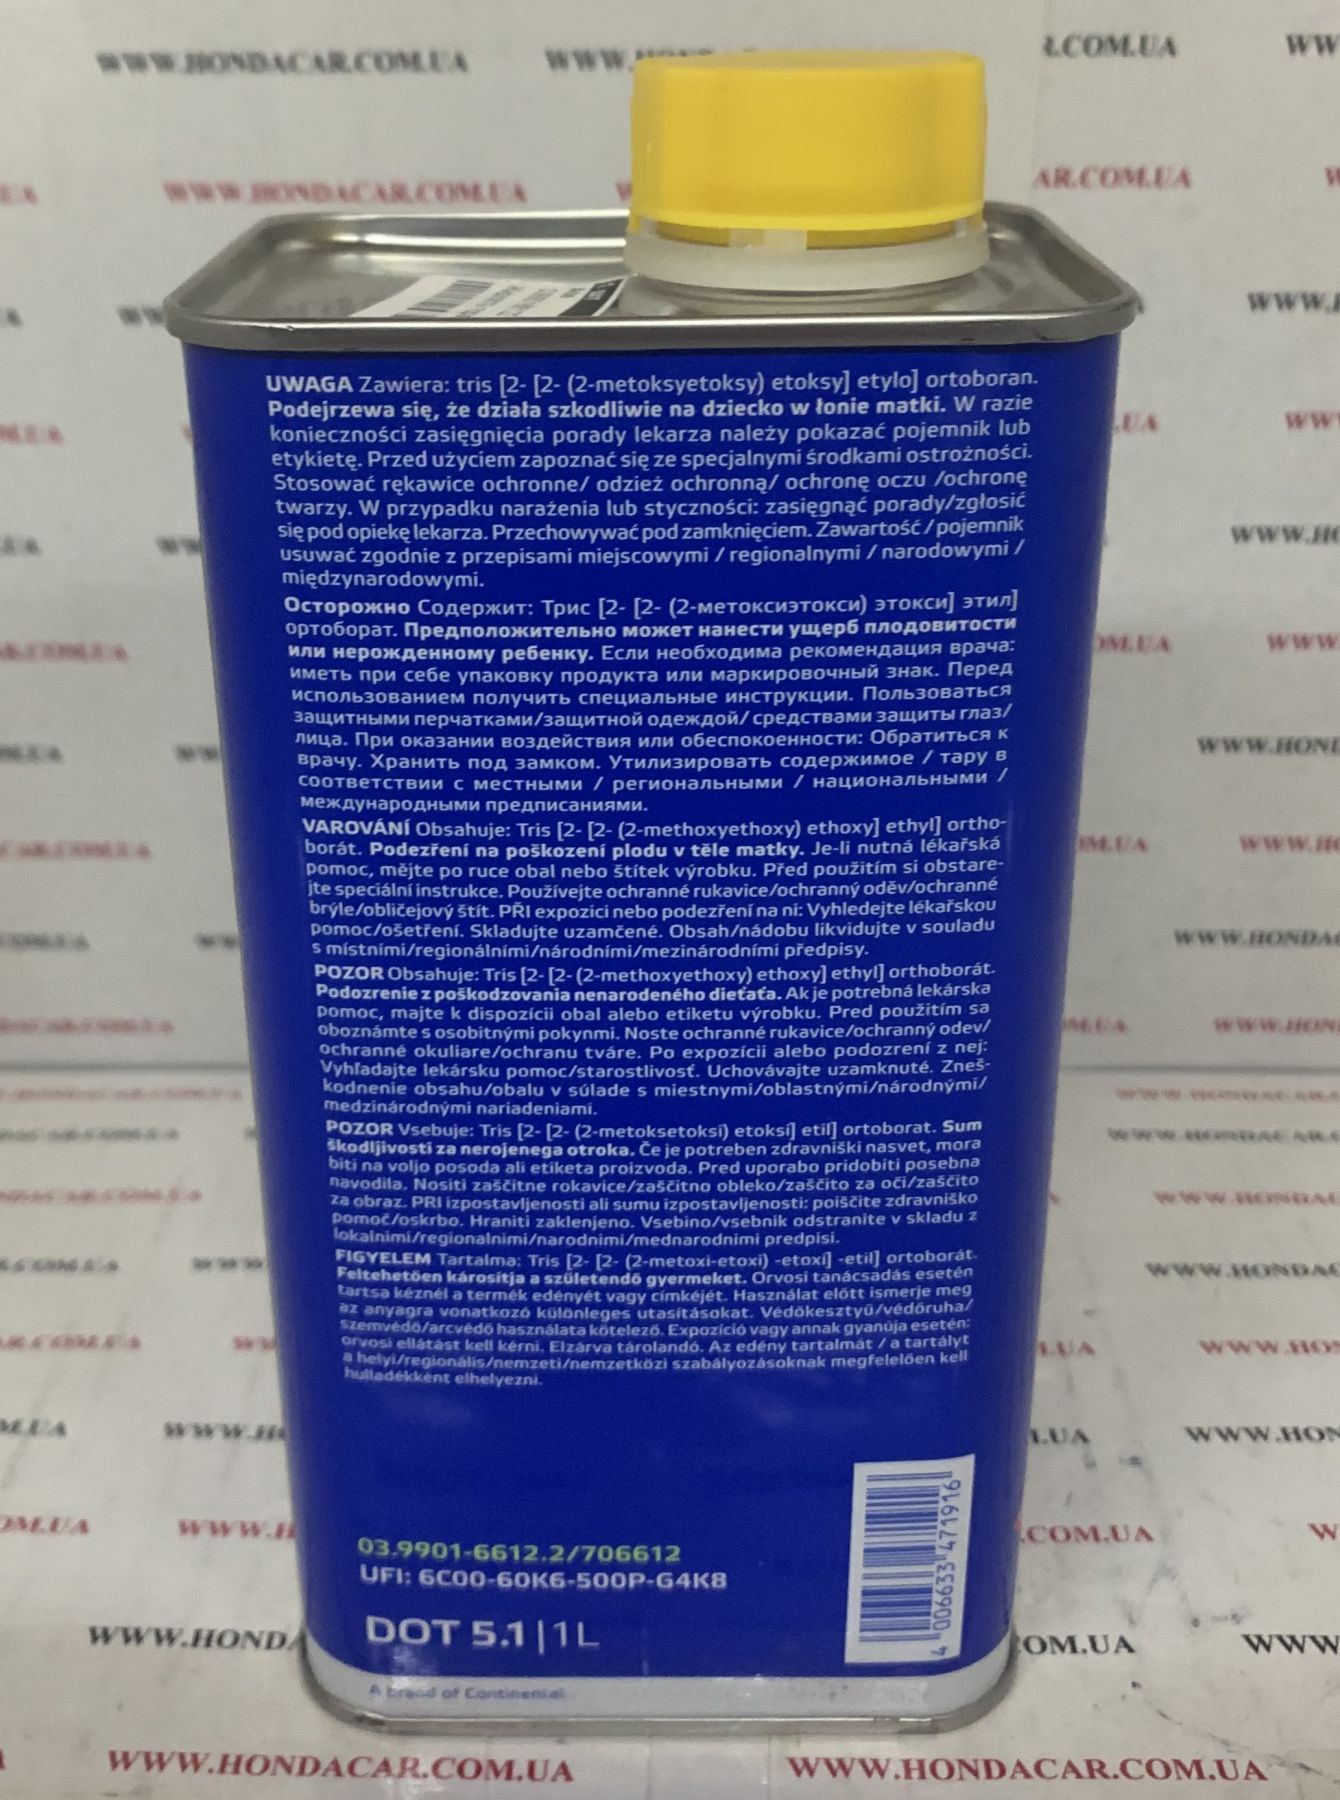 WWW.HONDACAR.COM.UA
UWAGA Zawiera: tris [2- [2- (2-metoksyetoksy) etoksy] etylo] ortoboran.
Podejrzewa się, że działa szkodliwie na dziecko w łonie matki. W razie
konieczności zasięgnięcia porady lekarza należy pokazać pojemnik lub
etykietę. Przed użyciem zapoznać się ze specjalnymi środkami ostrożności.
Stosować rękawice ochronne/ odzież ochronną/ ochronę oczu /ochronę
twarzy. W przypadku narażenia lub styczności: zasięgnąć porady/zgłosić
się pod opiekę lekarza. Przechowywać pod zamknięciem. Zawartość / pojemnik
usuwać zgodnie z przepisami miejscowymi / regionalnymi / narodowymi /
międzynarodowymi.
Осторожно Содержит: Трис [2- [2- (2-метоксиэтокси) этокси] этил]
ортоборат. Предположительно может нанести ущерб плодовитости
или нерожденному ребенку. Если необходима рекомендация врача:
иметь при себе упаковку продукта или маркировочный знак. Перед
использованием получить специальные инструкции. Пользоваться
защитными перчатками/защитной одеждой/ средствами защиты глаз/
лица. При оказании воздействия или обеспокоенности: Обратиться к
врачу. Хранить под замком. Утилизировать содержимое / тару в
соответствии с местными / региональными / национальными /
международными предписаниями.
VAROVÁNÍ Obsahuje: Tris [2- [2- (2-methoxyethoxy) ethoxy] ethyl] ortho-
borát. Podezření na poškození plodu v těle matky. Je-li nutná lékařská
pomoc, mějte po ruce obal nebo štítek výrobku. Před použitím si obstare-
jte speciální instrukce. Používejte ochranné rukavice/ochranný oděv/ochranné
brýle/obličejový štít. PŘI expozici nebo podezření na ni: Vyhledejte lékařskou
pomoc/ošetření. Skladujte uzamčené. Obsah/nádobu likvidujte v souladu
s místními/regionálními/národními/mezinárodními předpisy.
POZOR Obsahuje: Tris [2- [2- (2-methoxyethoxy) ethoxy] ethyl] orthoborát.
Podozrenie z poškodzovania nenarodeného dieťaťa. Ak je potrebná lekárska
pomoc, majte k dispozícii obal alebo etiketu výrobku. Pred použitím sa
oboznámte s osobitnými pokynmi. Noste ochranné rukavice/ochranný odev/
ochranné okuliare/ochranu tváre. Po expozícii alebo podozrení z nej:
Vyhľadajte lekársku pomoc/starostlivosť. Uchovávajte uzamknuté. Zneš-
kodnenie obsahu/obalu v súlade s miestnymi/oblastnými/národnými/
medzinárodnými nariadeniami.
POZOR Vsebuje: Tris [2- [2- (2-metoksetoksi) etoksi] etil] ortoborat. Sum
škodljivosti za nerojenega otroka. Če je potreben zdravniški nasvet, mora
biti na voljo posoda ali etiketa proizvoda. Pred uporabo pridobiti posebna
navodila. Nositi zaščitne rokavice/zaščitno obleko/zaščito za oči/zaščito
za obraz. PRI izpostavljenosti ali sumu izpostavljenosti: poiščite zdravniško
pomoč/oskrbo. Hraniti zaklenjeno. Vsebino/vsebnik odstranite v skladu z
lokalnimi/regionalnimi/narodnimi/mednarodnimi predpisi.
FIGYELEM Tartalma: Tris [2- [2- (2-metoxi-etoxi) -etoxi] -etil] ortoborát.
Feltehetően károsítja a születendő gyermeket. Orvosi tanácsadás esetén
tartsa kéznél a termék edényét vagy címkéjét. Használat előtt ismerje meg
az anyagra vonatkozó különleges utasításokat. Védőkesztyű/védőruha/
szemvédő/arcvédő használata kötelező. Expozíció vagy annak gyanúja esetén:
orvosi ellátást kell kérni. Elzárva tárolandó. Az edény tartalmát / a tartályt
a helyi/regionális/nemzeti/nemzetközi szabályozásoknak megfelelően kell
hulladékként elhelyezni.
03.9901-6612.2/706612
UFI: 6C00-60K6-500P-G4K8
DOT 5.1 | 1L
4 006633 471916
A brand of Continental
WWW.HONDACAR.COM.UA
WWW.HONDACAR.COM.UA